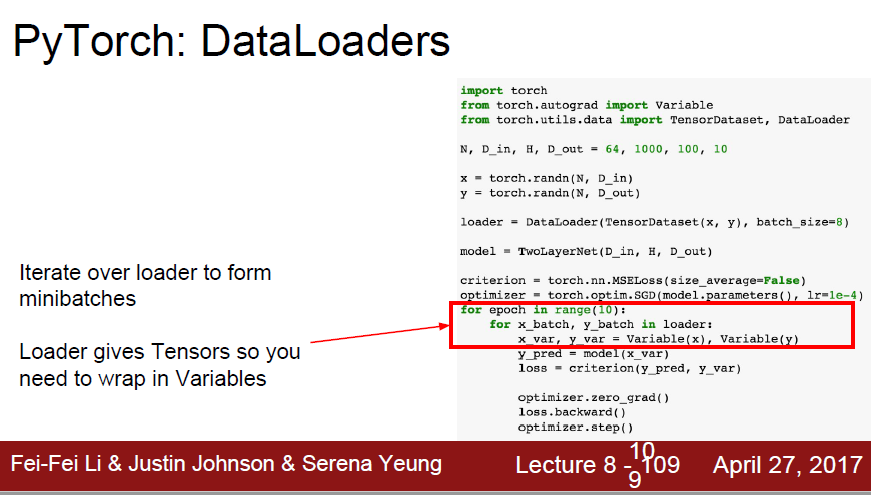 PyTorch: DataLoaders
import torch
from torch.autograd import Variable
from torch.utils.data import TensorDataset, DataLoader
N, D_in, H, D_out = 64, 1000, 100, 10
x = torch.randn(N, D_in)
y = torch.randn(N, D_out)
loader = DataLoader(TensorDataset(x, y), batch_size=8)
model = TwoLayerNet(D_in, H, D_out)
criterion = torch.nn.MSELoss(size_average=False)
optimizer = torch.optim.SGD(model.parameters(), lr=1e-4)
for epoch in range(10):
    for x_batch, y_batch in loader:
        x_var, y_var = Variable(x), Variable(y)
        y_pred = model(x_var)
        loss = criterion(y_pred, y_var)
        optimizer.zero_grad()
        loss.backward()
        optimizer.step()
Iterate over loader to form
minibatches
Loader gives Tensors so you
need to wrap in Variables
Fei-Fei Li & Justin Johnson & Serena Yeung
Lecture 8 - 109
10
9
April 27, 2017